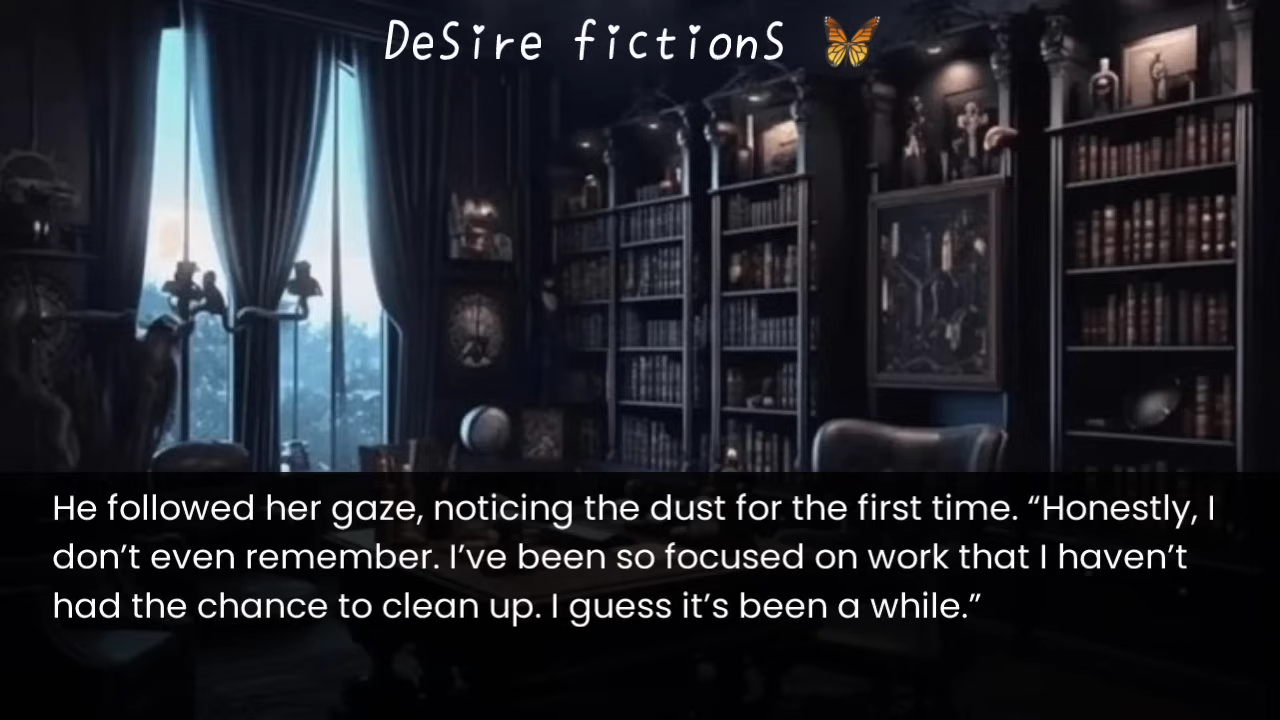 DeSire fictionS 🦋
He followed her gaze, noticing the dust for the first time. “Honestly, I
don’t even remember. I’ve been so focused on work that I haven’t
had the chance to clean up. I guess it’s been a while.”